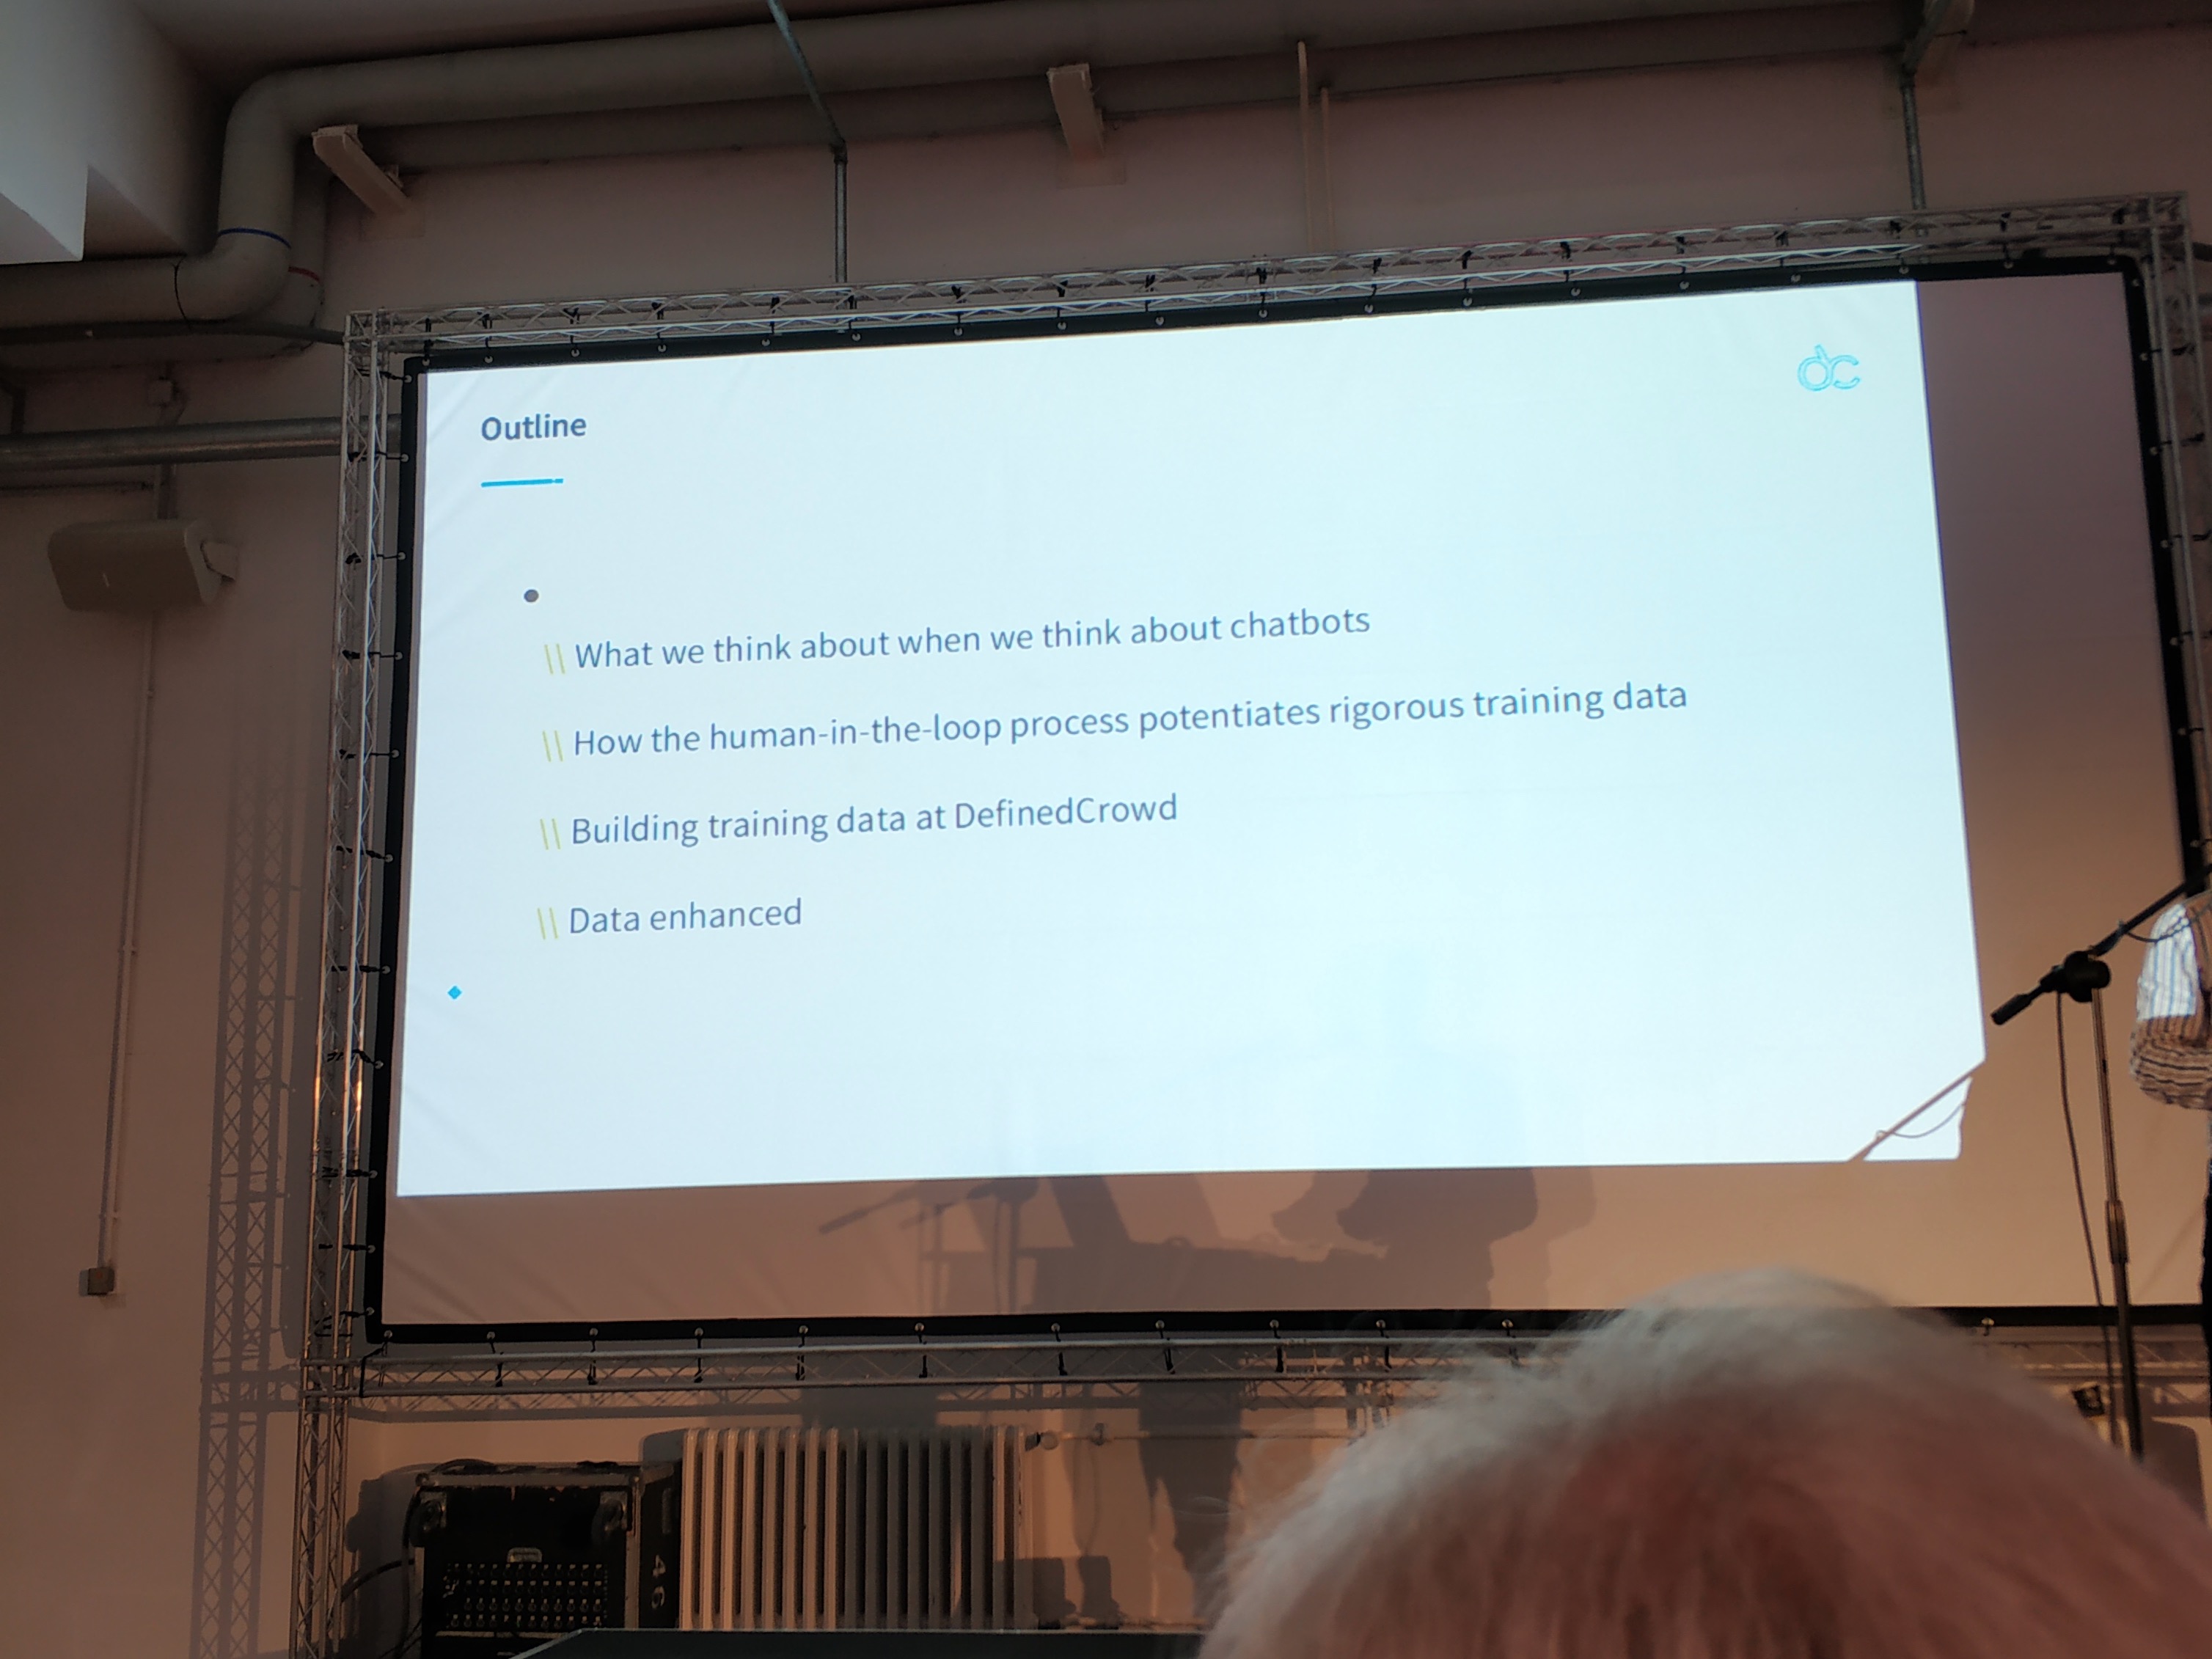 dc
Outline
•
\\ What we think about when we think about chatbots
\\ How the human-in-the-loop process potentiates rigorous training data
\\ Building training data at DefinedCrowd
\\ Data enhanced
46